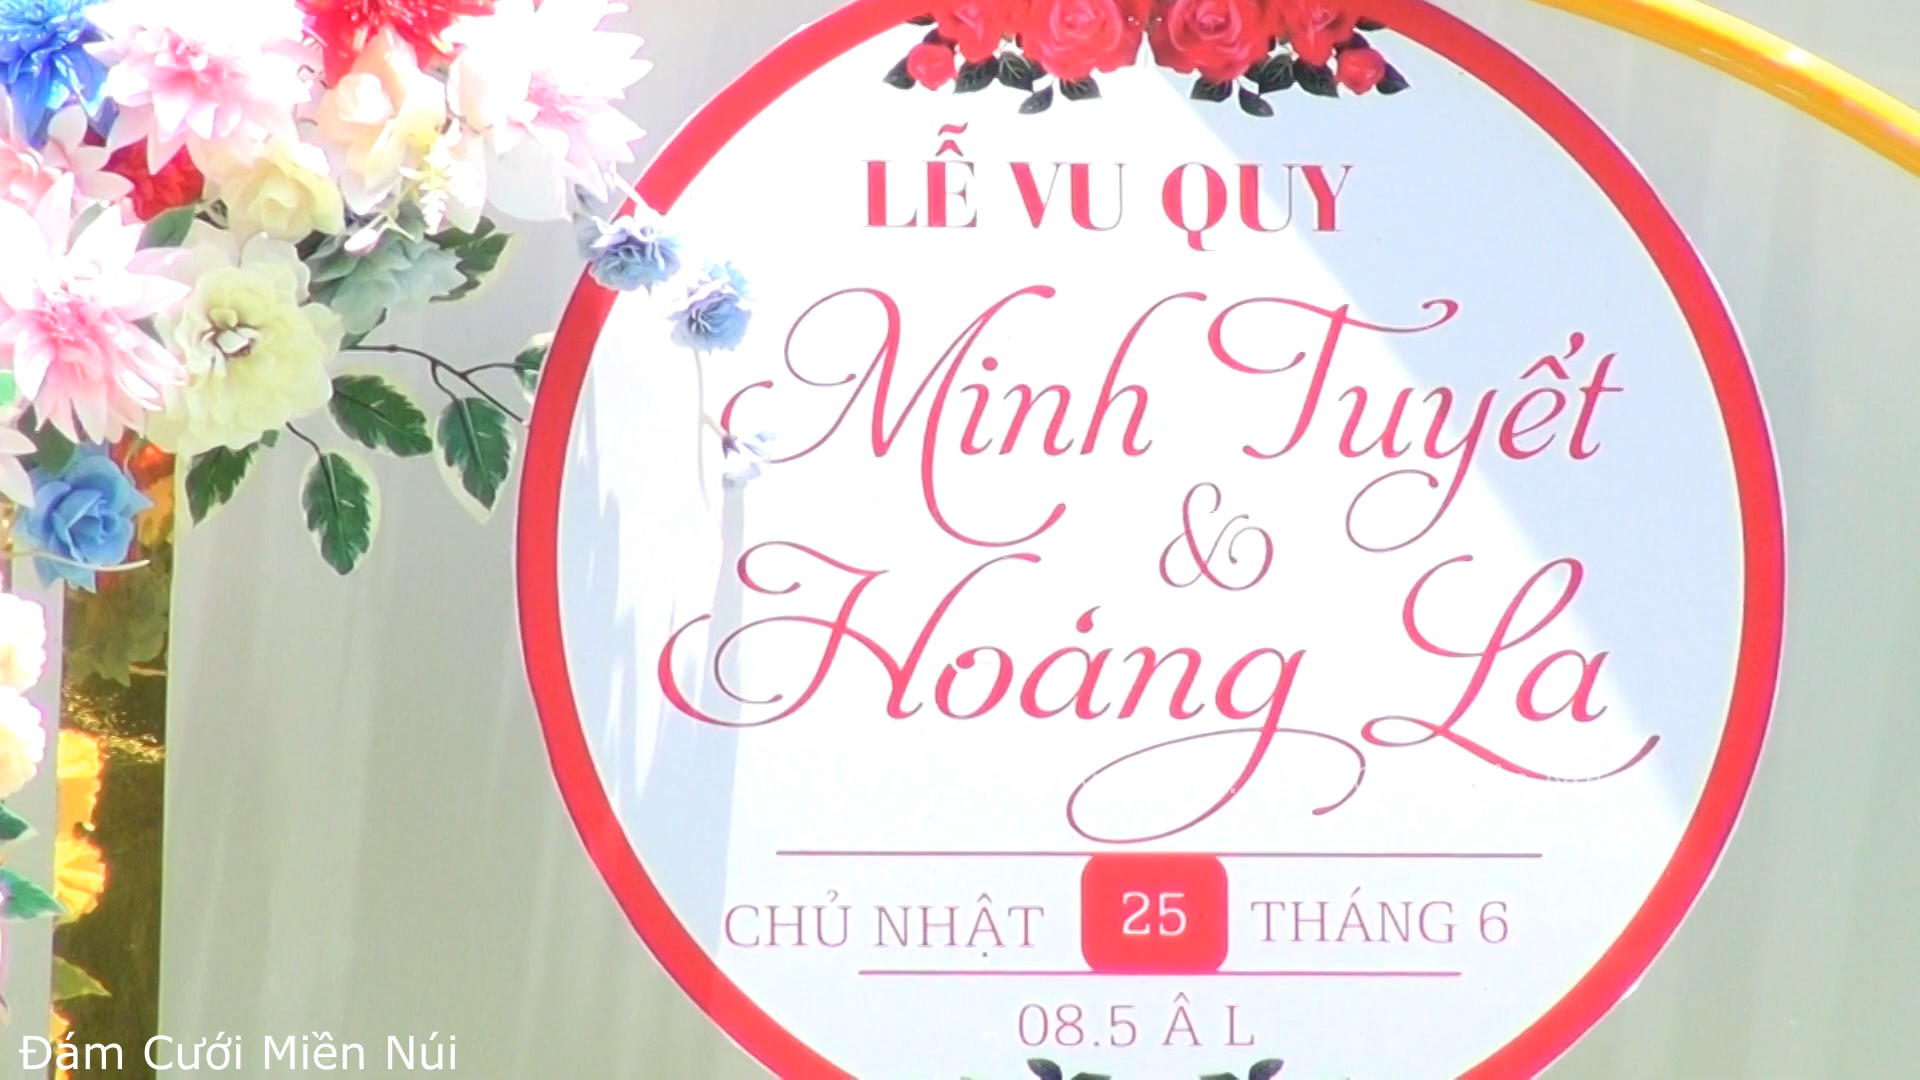 LỄ VU QUY
Minh Tuyết
&
Hoàng La
CHỦ NHẬT 25 THÁNG 6
08.5 Â L
Đám Cưới Miền Núi